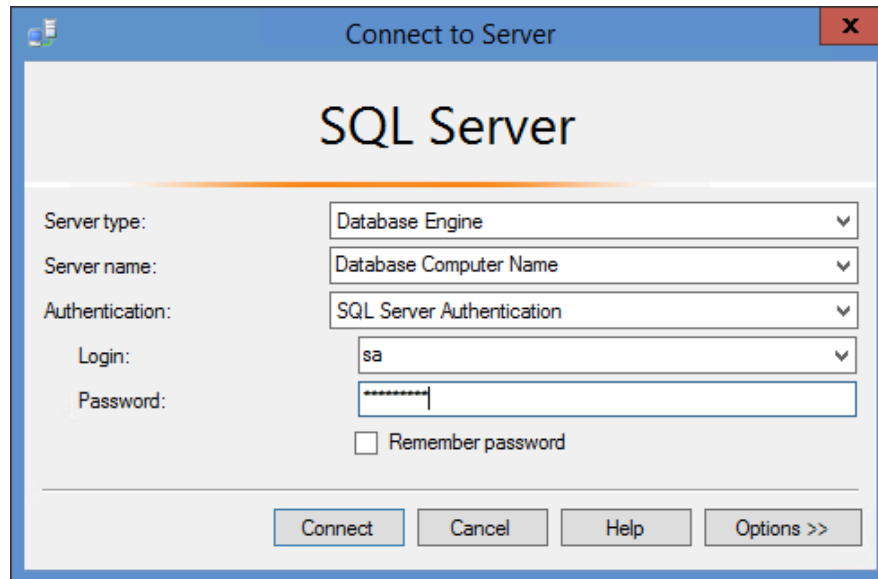 Connect to Server
x
SQL Server
Server type: Database Engine
Server name: Database Computer Name
Authentication: SQL Server Authentication
Login: sa
Password: *********
Remember password
Connect Cancel Help Options >>